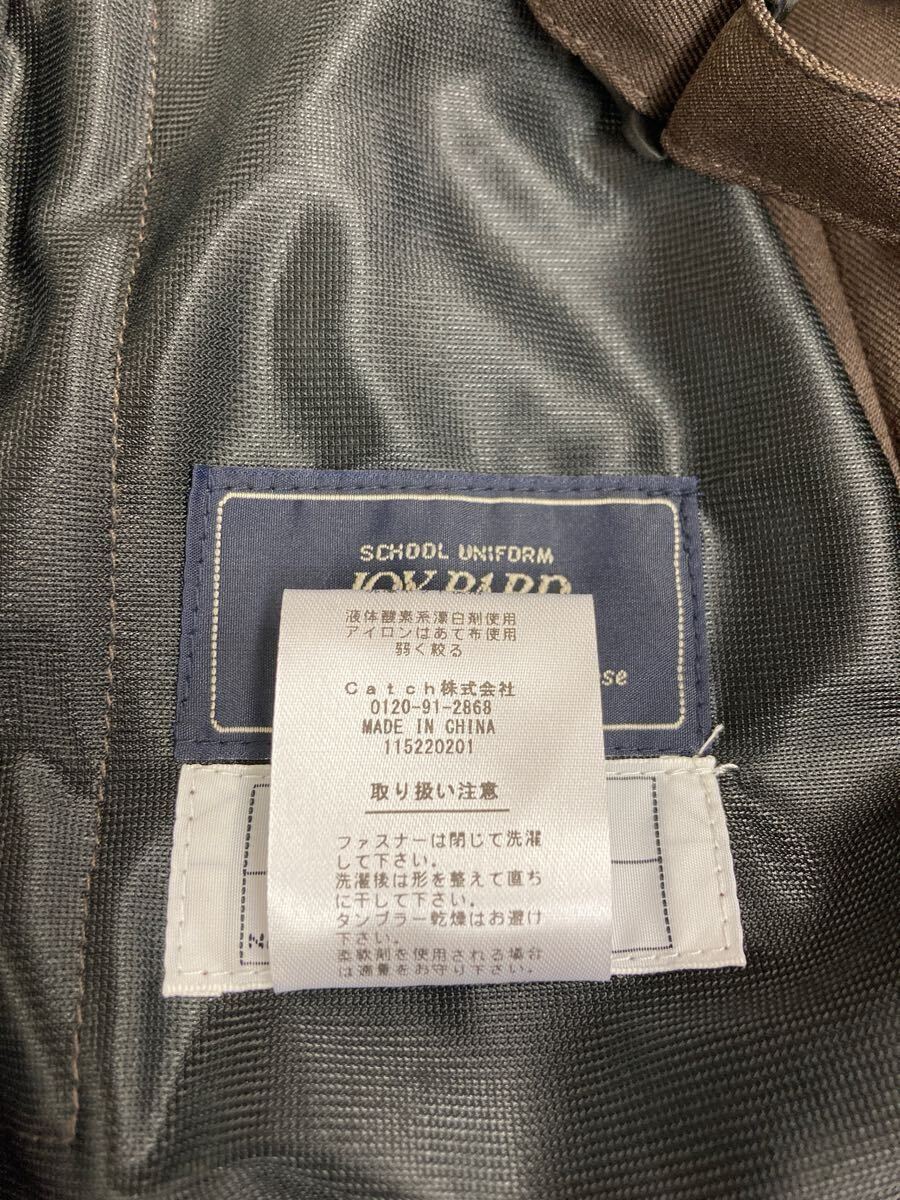 SCHOOL UNIFORM
液体酸素系漂白剤使用
アイロンはあて布使用
弱く絞る
Catch株式会社
0120-91-2868
MADE IN CHINA
115220201
取り扱い注意
ファスナーは閉じて洗濯
して下さい。
洗濯後は形を整えて直ち
に干して下さい。
タンブラー乾燥はお避け
下さい。
柔軟剤を使用される場合
は適量をお守り下さい。